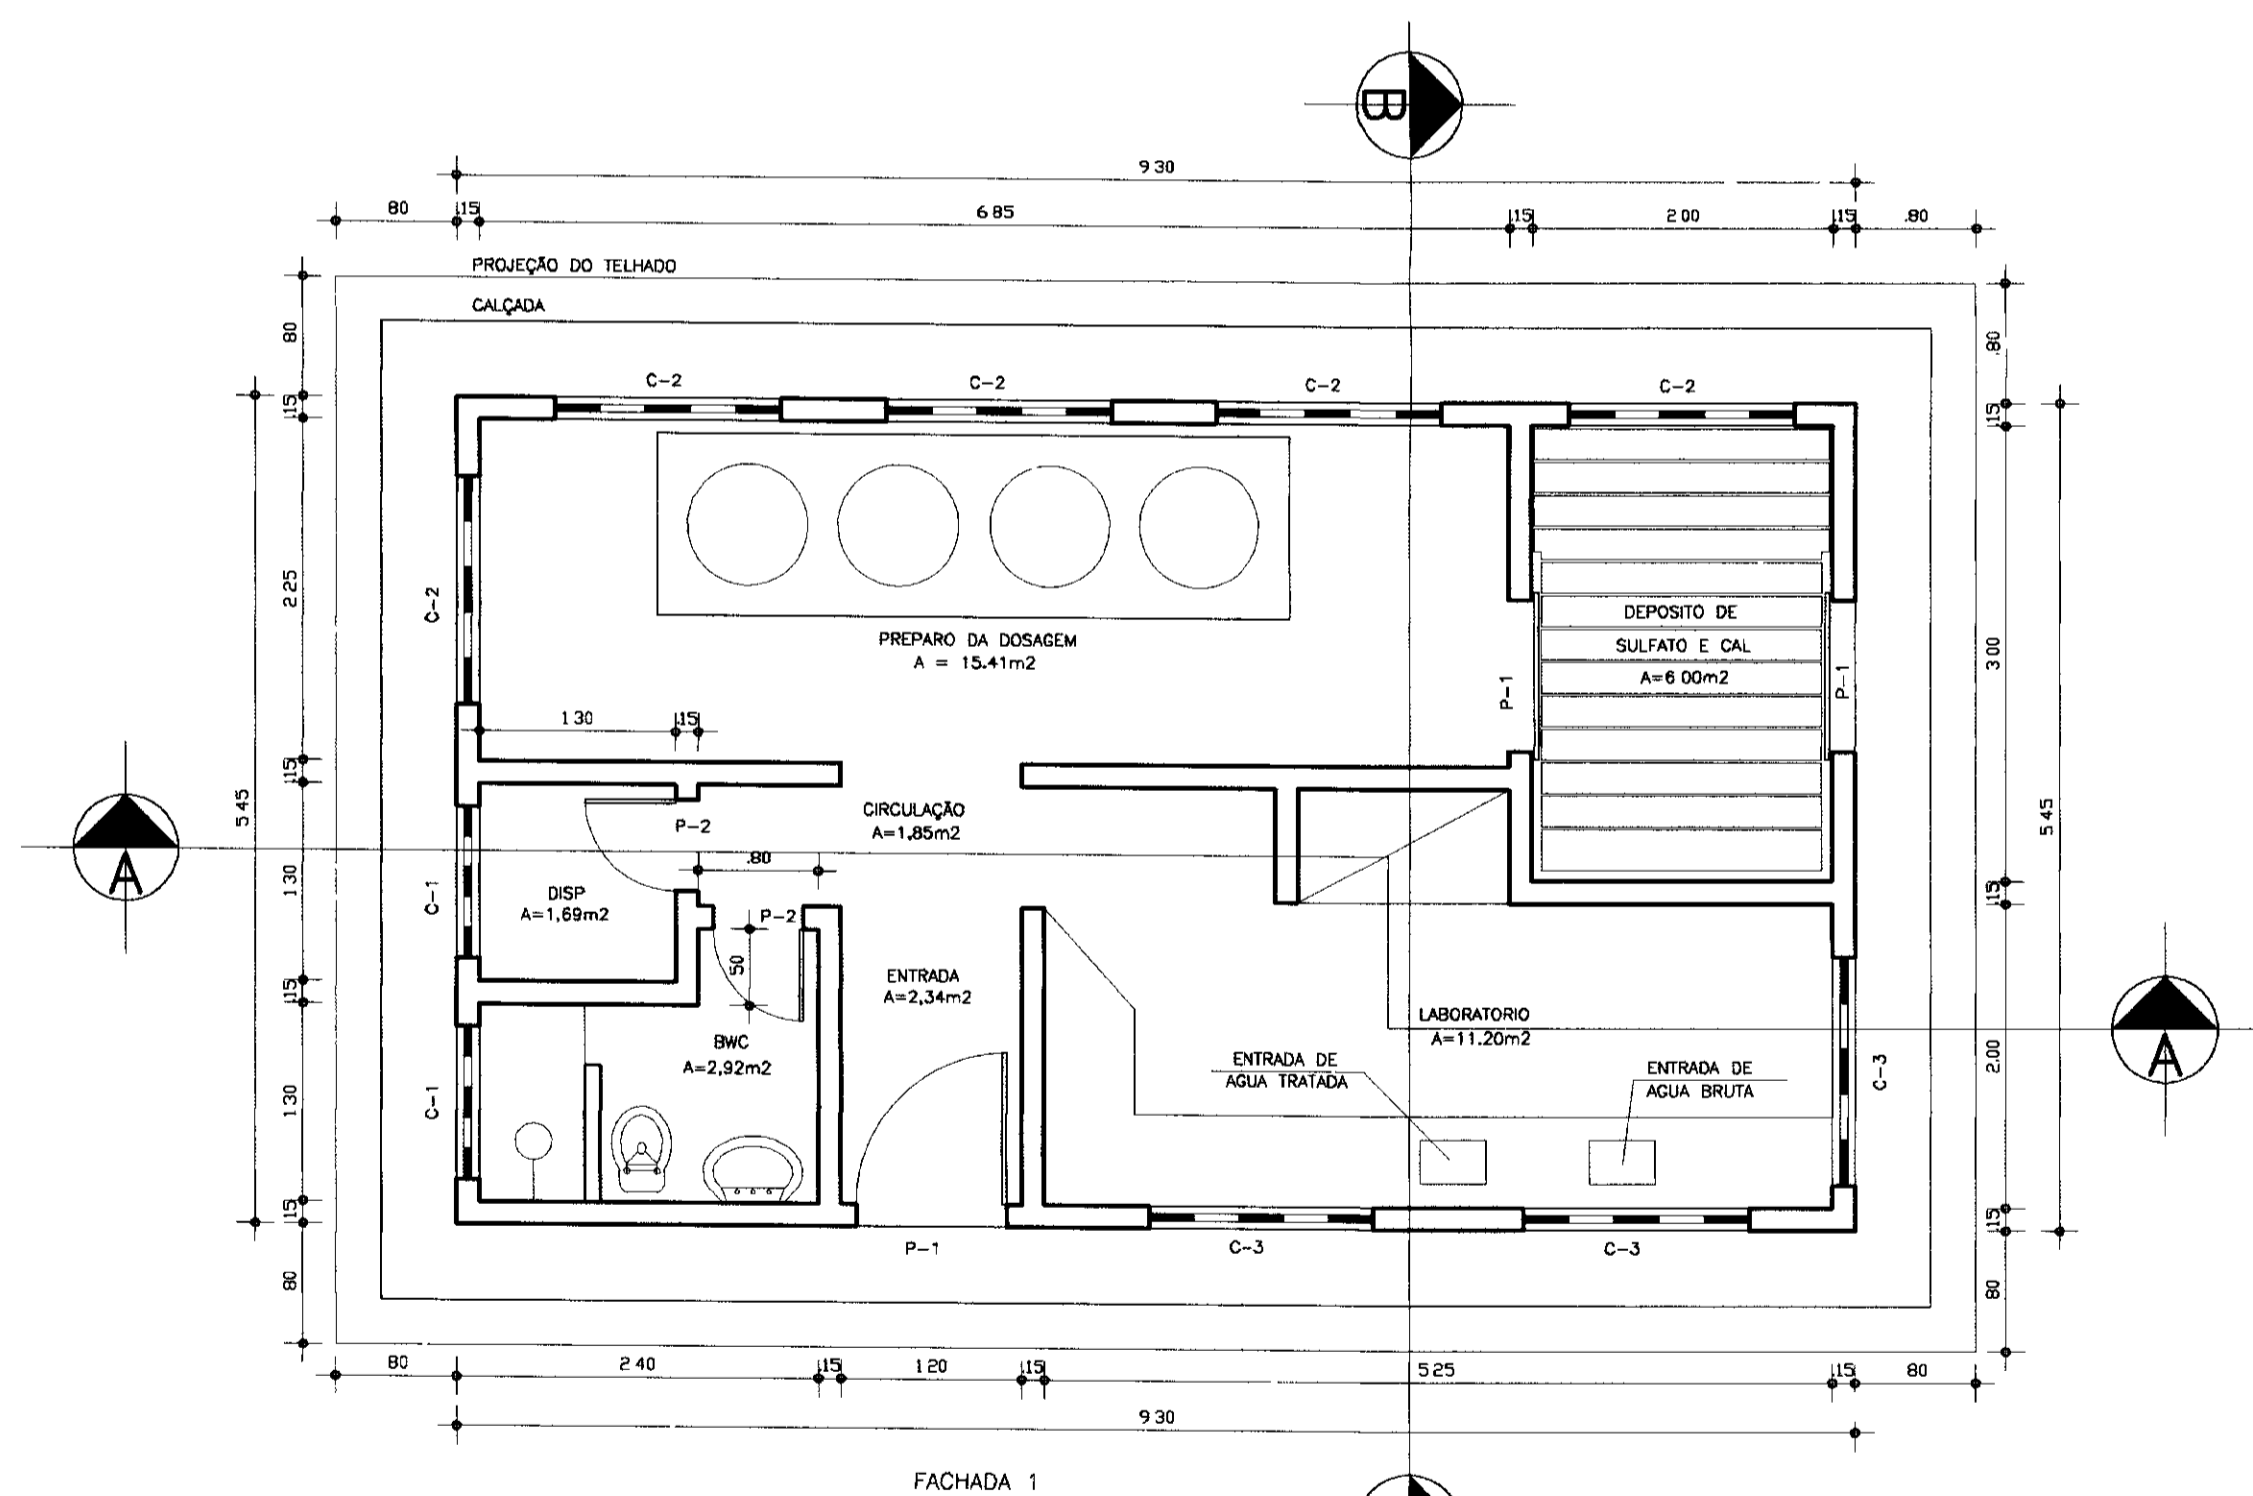 B
9 30
80 .15 6 85 .15 2 00 .15 .80
PROJEÇÃO DO TELHADO
CALÇADA
80
.80
C-2 C-2 C-2 C-2
.15
.15
2 25
C-2
DEPOSITO DE
SULFATO E CAL
A=6 00m2
PREPARO DA DOSAGEM
A = 15.41m2
3 00
P-1
P-1
1 30 .15
.15
5 45
CIRCULAÇÃO
A=1,85m2
P-2
5 45
.80
A
1 30
C-1
DISP
A=1,69m2
P-2
.15
50
ENTRADA
A=2,34m2
.15
LABORATORIO
A=11.20m2
BWC
A=2,92m2
A
ENTRADA DE
AGUA TRATADA
ENTRADA DE
AGUA BRUTA
2.00
C-3
1 30
C-1
.15
.15
P-1 C-3 C-3
80
80
80 2 40 .15 1 20 .15 5 25 .15 80
9 30
FACHADA 1